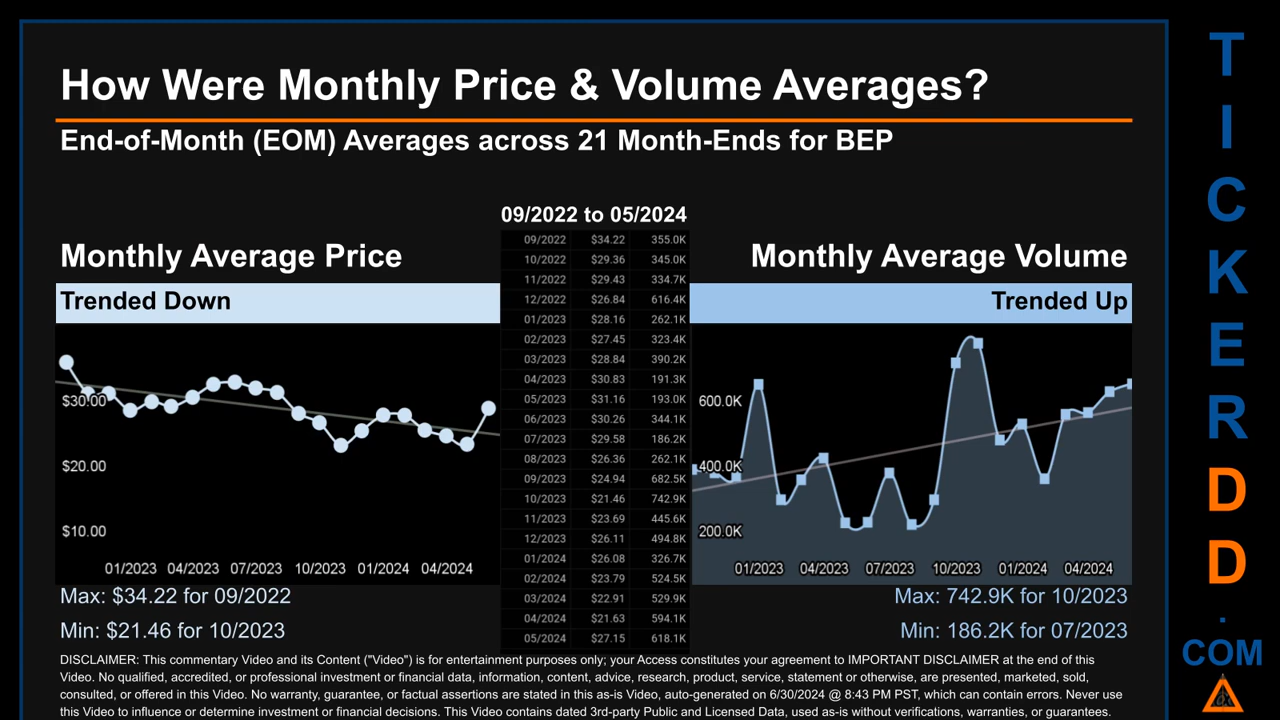 How Were Monthly Price & Volume Averages?
End-of-Month (EOM) Averages across 21 Month-Ends for BEP
09/2022 to 05/2024
Monthly Average Price
Trended Down
$30.00
$20.00
$10.00
01/2023 04/2023 07/2023 10/2023 01/2024 04/2024
Max: $34.22 for 09/2022
Min: $21.46 for 10/2023
09/2022 $34.22 355.0K
10/2022 $29.36 345.0K
11/2022 $29.43 334.7K
12/2022 $26.84 616.4K
01/2023 $28.16 262.1K
02/2023 $27.45 323.4K
03/2023 $28.84 390.2K
04/2023 $30.83 191.3K
05/2023 $31.16 193.0K
06/2023 $30.26 344.1K
07/2023 $29.58 186.2K
08/2023 $26.36 262.1K
09/2023 $24.94 682.5K
10/2023 $21.46 742.9K
11/2023 $23.69 445.6K
12/2023 $26.11 494.8K
01/2024 $26.08 326.7K
02/2024 $23.79 524.5K
03/2024 $22.91 529.9K
04/2024 $21.63 594.1K
05/2024 $27.15 618.1K
Monthly Average Volume
Trended Up
600.0K
400.0K
200.0K
01/2023 04/2023 07/2023 10/2023 01/2024 04/2024
Max: 742.9K for 10/2023
Min: 186.2K for 07/2023
DISCLAIMER: This commentary Video and its Content ("Video") is for entertainment purposes only; your Access constitutes your agreement to IMPORTANT DISCLAIMER at the end of this
Video. No qualified, accredited, or professional investment or financial data, information, content, advice, research, product, service, statement or otherwise, are presented, marketed, sold,
consulted, or offered in this Video. No warranty, guarantee, or factual assertions are stated in this as-is Video, auto-generated on 6/30/2024 @ 8:43 PM PST, which can contain errors. Never use
this Video to influence or determine investment or financial decisions. This Video contains dated 3rd-party Public and Licensed Data, used as-is without verifications, warranties, or guarantees.
T
I
C
K
E
R
D
D
.
COM